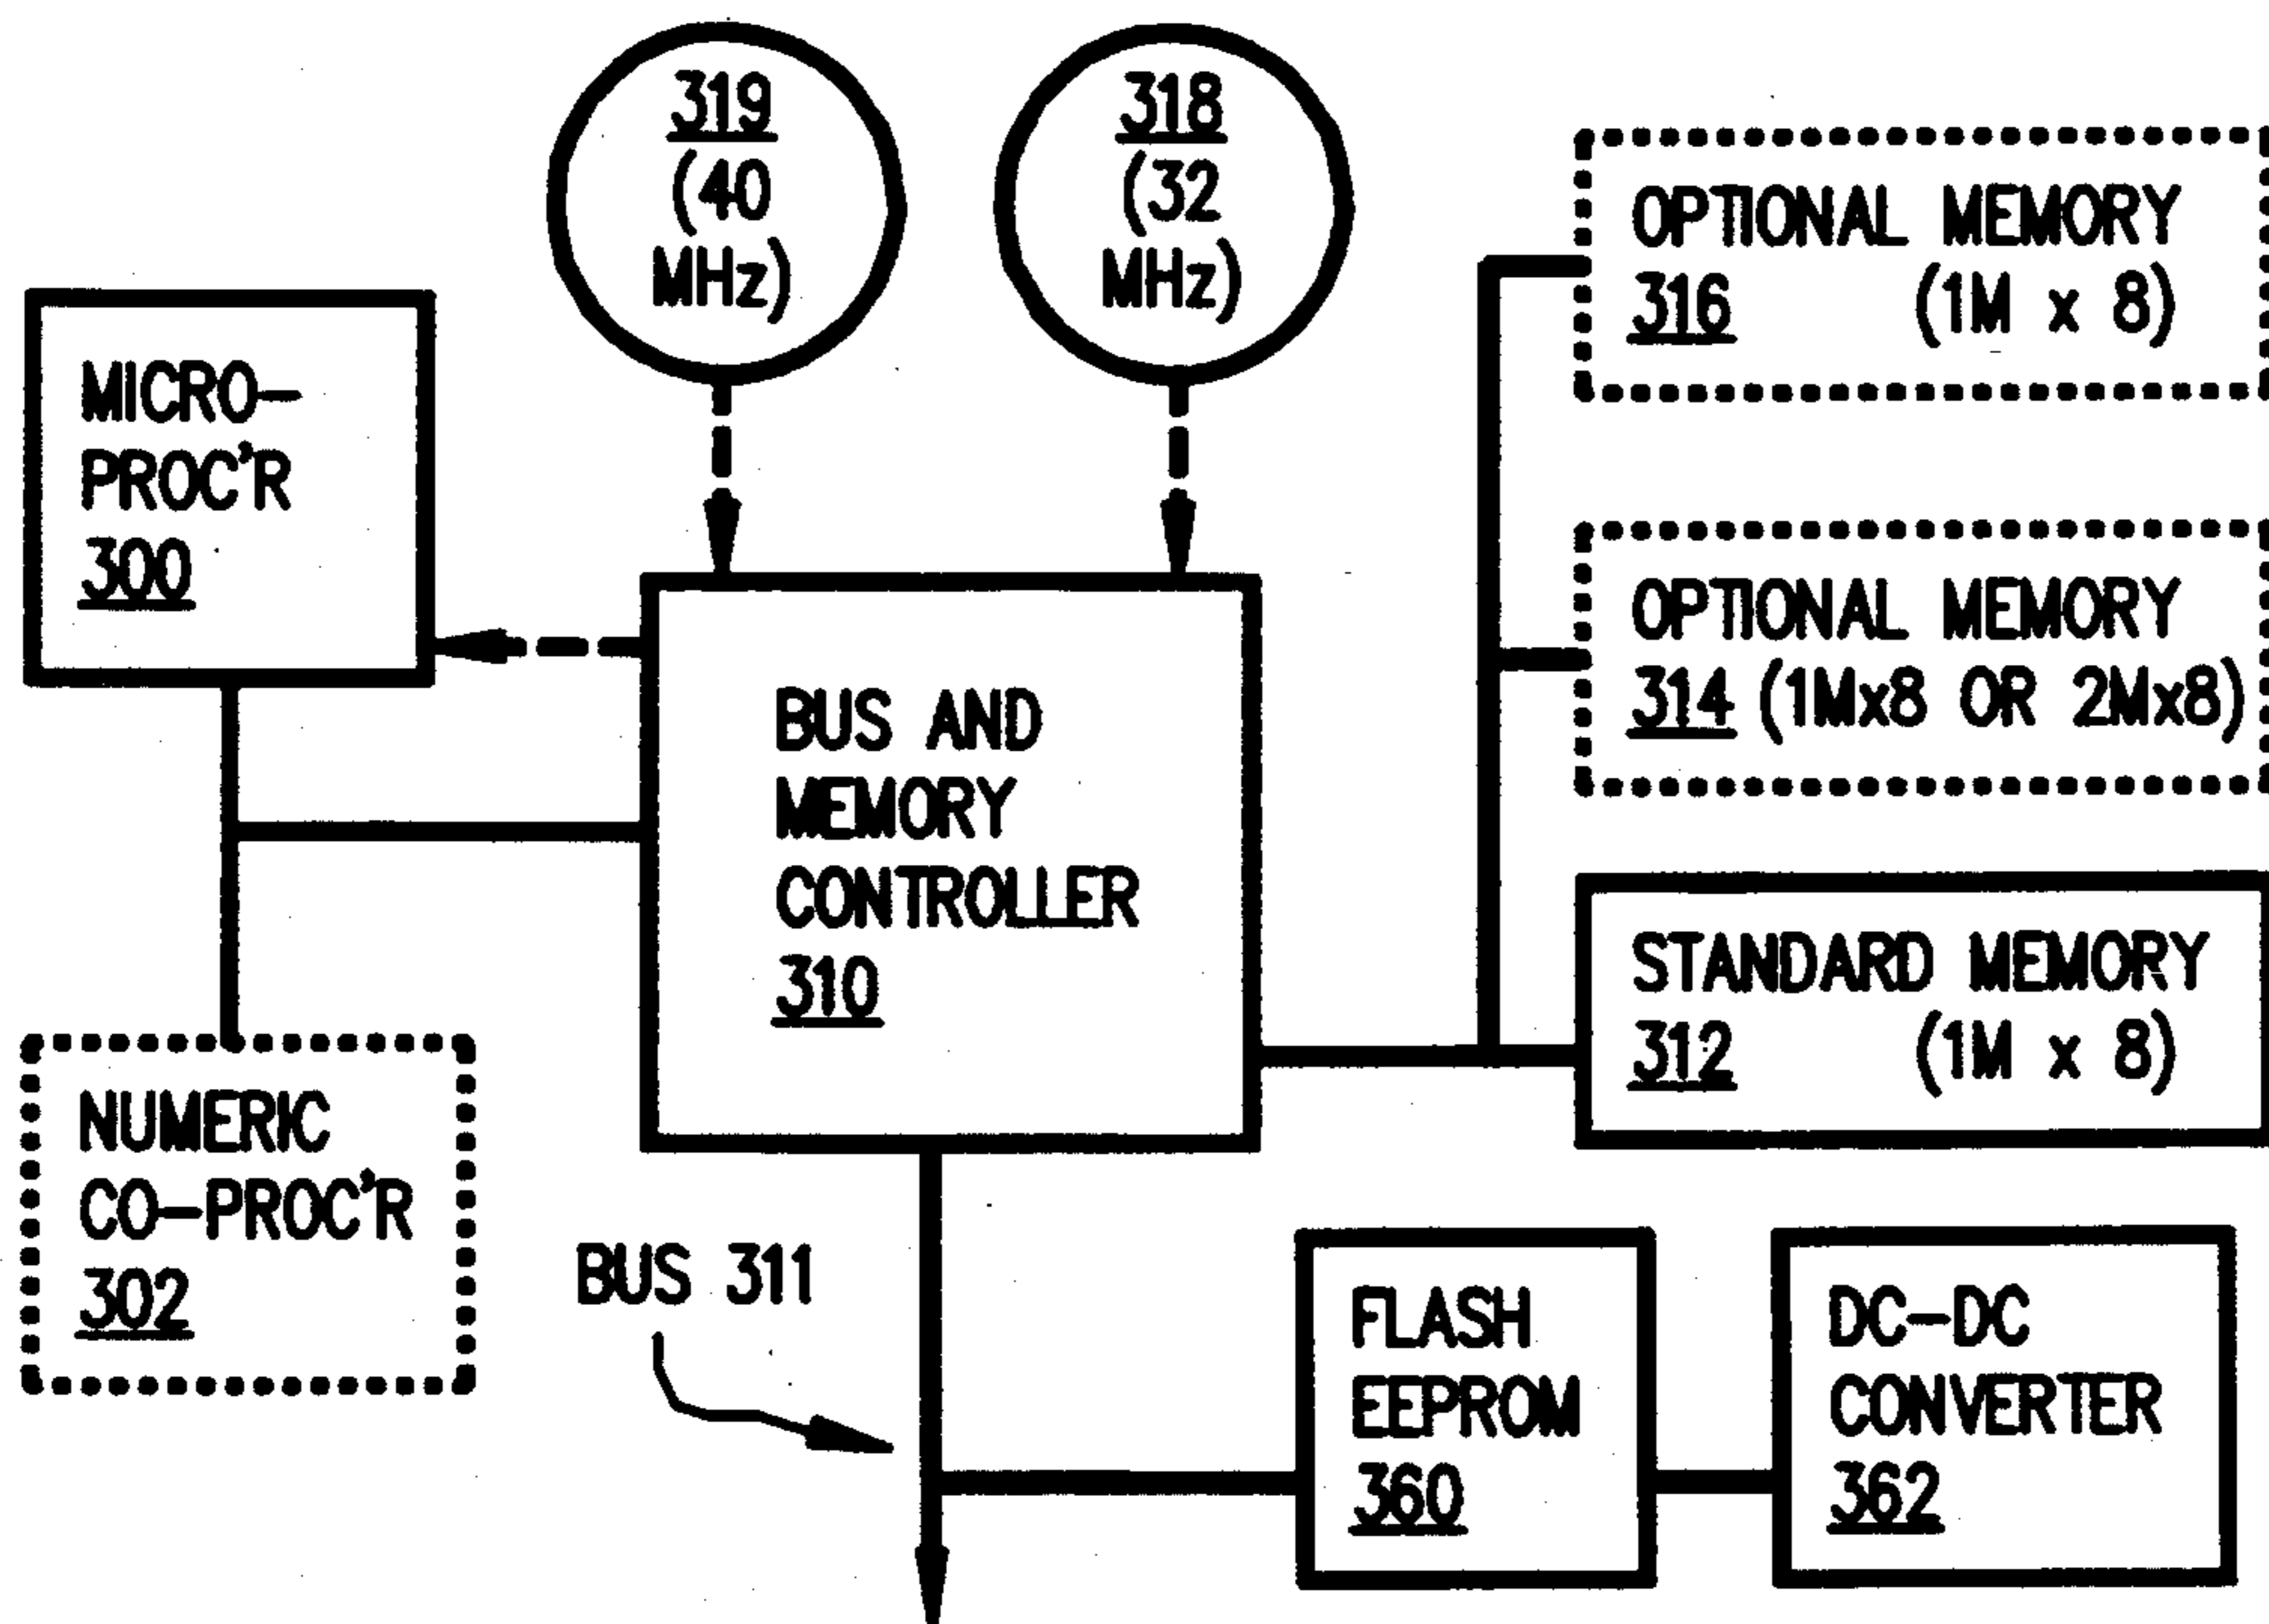 319
(40
MHz)
318
(32
MHz)
OPTIONAL MEMORY
316 (1M x 8)
MICRO-
PROC'R
300
OPTIONAL MEMORY
314 (1Mx8 OR 2Mx8)
BUS AND
MEMORY
CONTROLLER
310
STANDARD MEMORY
312 (1M x 8)
NUMERIC
CO-PROC'R
302
BUS 311
FLASH
EEPROM
360
DC-DC
CONVERTER
362